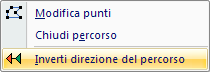 Modifica punti
Chiudi percorso
Inverti direzione del percorso